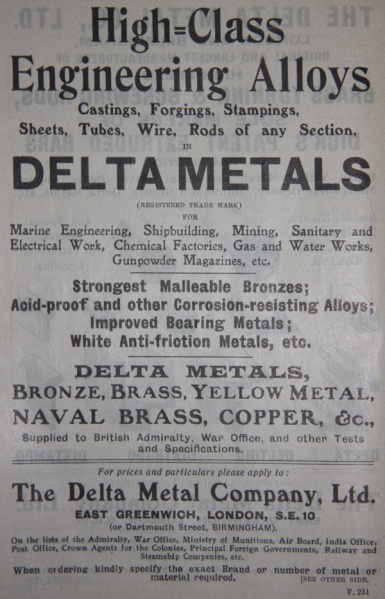 High=Class
Engineering Alloys
Castings, Forgings, Stampings,
Sheets, Tubes, Wire, Rods of any Section,
IN
DELTA METALS
(REGISTERED TRADE MARK)
FOR
Marine Engineering, Shipbuilding, Mining, Sanitary and
Electrical Work, Chemical Factories, Gas and Water Works,
Gunpowder Magazines, etc.
Strongest Malleable Bronzes;
Acid-proof and other Corrosion-resisting Alloys;
Improved Bearing Metals;
White Anti-friction Metals, etc.
DELTA METALS,
BRONZE, BRASS, YELLOW METAL,
NAVAL BRASS, COPPER, &c.,
Supplied to British Admiralty, War Office, and other Tests
and Specifications.
For prices and particulars please apply to:
The Delta Metal Company, Ltd.
EAST GREENWICH, LONDON, S.E. 10
(or Dartmouth Street, BIRMINGHAM).
On the lists of the Admiralty, War Office, Ministry of Munitions, Air Board, India Office,
Post Office, Crown Agents for the Colonies, Principal Foreign Governments, Railway and
Steamship Companies, etc.
When ordering kindly specify the exact Brand or number of metal or
material required. [SEE OTHER SIDE.
F. 231